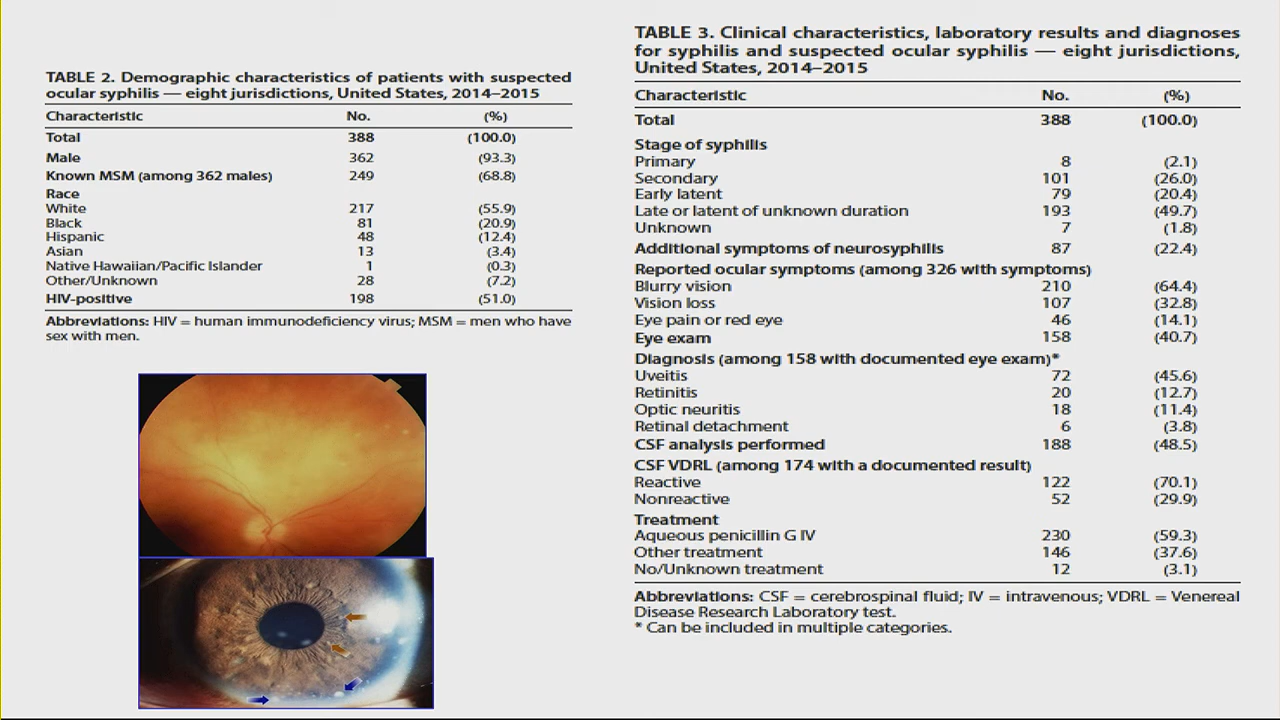 TABLE 2. Demographic characteristics of patients with suspected
ocular syphilis — eight jurisdictions, United States, 2014–2015
Characteristic No. (%)
Total 388 (100.0)
Male 362 (93.3)
Known MSM (among 362 males) 249 (68.8)
Race
White 217 (55.9)
Black 81 (20.9)
Hispanic 48 (12.4)
Asian 13 (3.4)
Native Hawaiian/Pacific Islander 1 (0.3)
Other/Unknown 28 (7.2)
HIV-positive 198 (51.0)
Abbreviations: HIV = human immunodeficiency virus; MSM = men who have
sex with men.
TABLE 3. Clinical characteristics, laboratory results and diagnoses
for syphilis and suspected ocular syphilis — eight jurisdictions,
United States, 2014–2015
Characteristic No. (%)
Total 388 (100.0)
Stage of syphilis
Primary 8 (2.1)
Secondary 101 (26.0)
Early latent 79 (20.4)
Late or latent of unknown duration 193 (49.7)
Unknown 7 (1.8)
Additional symptoms of neurosyphilis 87 (22.4)
Reported ocular symptoms (among 326 with symptoms)
Blurry vision 210 (64.4)
Vision loss 107 (32.8)
Eye pain or red eye 46 (14.1)
Eye exam 158 (40.7)
Diagnosis (among 158 with documented eye exam)*
Uveitis 72 (45.6)
Retinitis 20 (12.7)
Optic neuritis 18 (11.4)
Retinal detachment 6 (3.8)
CSF analysis performed 188 (48.5)
CSF VDRL (among 174 with a documented result)
Reactive 122 (70.1)
Nonreactive 52 (29.9)
Treatment
Aqueous penicillin G IV 230 (59.3)
Other treatment 146 (37.6)
No/Unknown treatment 12 (3.1)
Abbreviations: CSF = cerebrospinal fluid; IV = intravenous; VDRL = Venereal
Disease Research Laboratory test.
* Can be included in multiple categories.